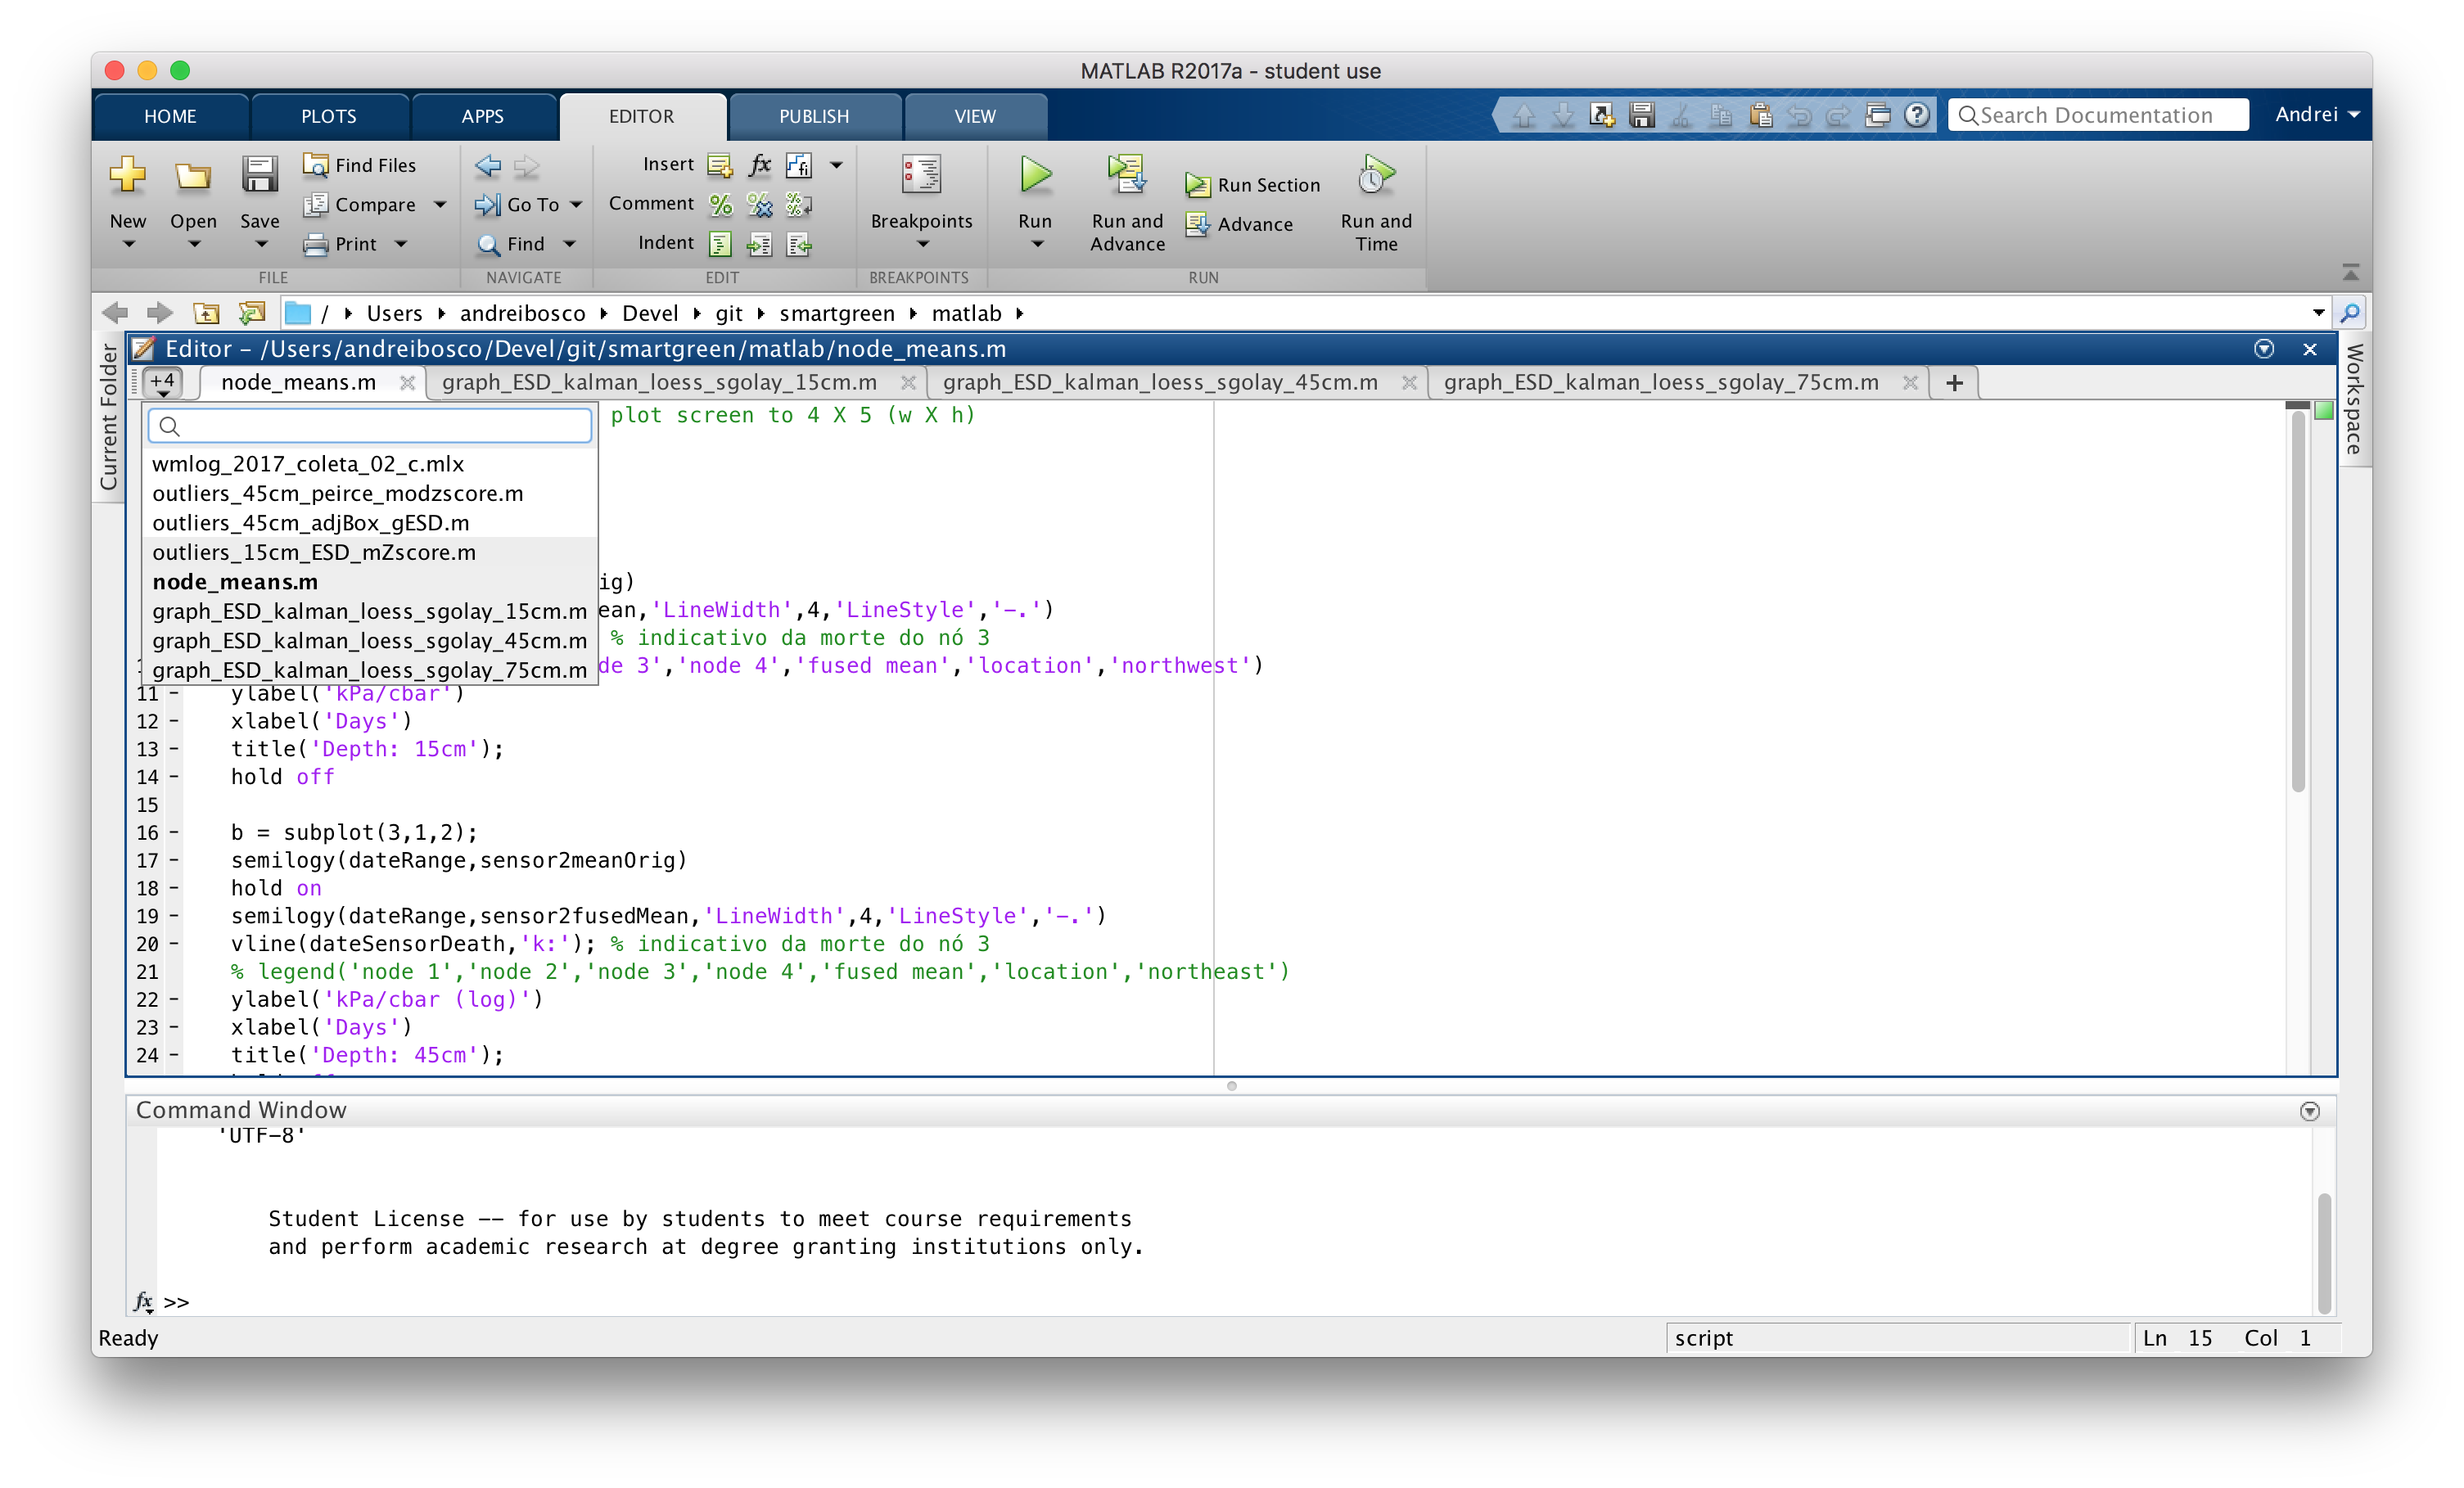 MATLAB R2017a - student use
HOME PLOTS APPS EDITOR PUBLISH VIEW Search Documentation Andrei
New Open Save Find Files Compare Print
Go To Find
Insert Comment Indent
Breakpoints
Run Run and Advance Run Section Advance Run and Time
FILE NAVIGATE EDIT BREAKPOINTS RUN
/ Users andreibosco Devel git smartgreen matlab
Current Folder
Workspace
Editor – /Users/andreibosco/Devel/git/smartgreen/matlab/node_means.m
+4 node_means.m graph_ESD_kalman_loess_sgolay_15cm.m graph_ESD_kalman_loess_sgolay_45cm.m graph_ESD_kalman_loess_sgolay_75cm.m +
wmlog_2017_coleta_02_c.mlx
outliers_45cm_peirce_modzscore.m
outliers_45cm_adjBox_gESD.m
outliers_15cm_ESD_mZscore.m
node_means.m
graph_ESD_kalman_loess_sgolay_15cm.m
graph_ESD_kalman_loess_sgolay_45cm.m
graph_ESD_kalman_loess_sgolay_75cm.m
plot screen to 4 X 5 (w X h)
ig)
ean,'LineWidth',4,'LineStyle','-.')
% indicativo da morte do nó 3
de 3','node 4','fused mean','location','northwest')
11 - ylabel('kPa/cbar')
12 - xlabel('Days')
13 - title('Depth: 15cm');
14 - hold off
15
16 - b = subplot(3,1,2);
17 - semilogy(dateRange,sensor2meanOrig)
18 - hold on
19 - semilogy(dateRange,sensor2fusedMean,'LineWidth',4,'LineStyle','-.')
20 - vline(dateSensorDeath,'k:'); % indicativo da morte do nó 3
21 % legend('node 1','node 2','node 3','node 4','fused mean','location','northeast')
22 - ylabel('kPa/cbar (log)')
23 - xlabel('Days')
24 - title('Depth: 45cm');
Command Window
'UTF-8'
Student License -- for use by students to meet course requirements
and perform academic research at degree granting institutions only.
fx >>
Ready script Ln 15 Col 1